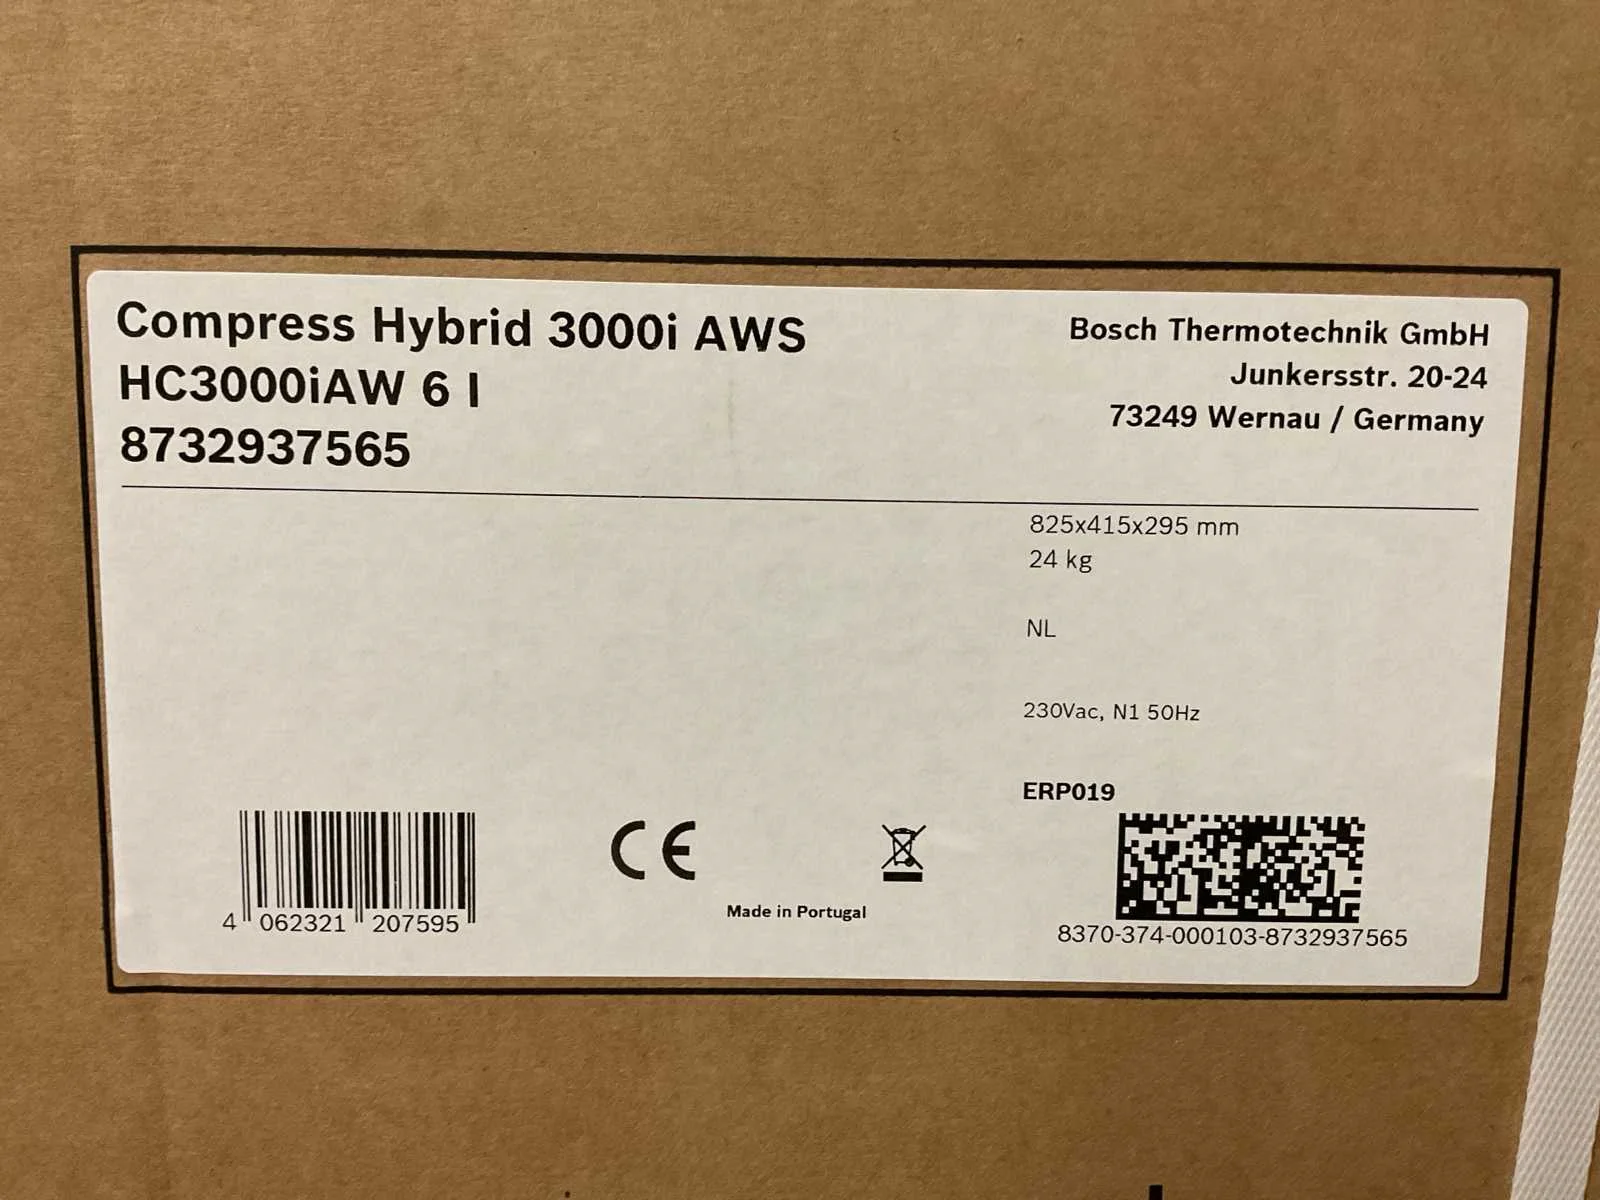 Compress Hybrid 3000i AWS
HC3000iAW 6 I
8732937565
Bosch Thermotechnik GmbH
Junkersstr. 20-24
73249 Wernau / Germany
825x415x295 mm
24 kg
NL
230Vac, N1 50Hz
ERP019
4 062321 207595
CE
Made in Portugal
8370-374-000103-8732937565